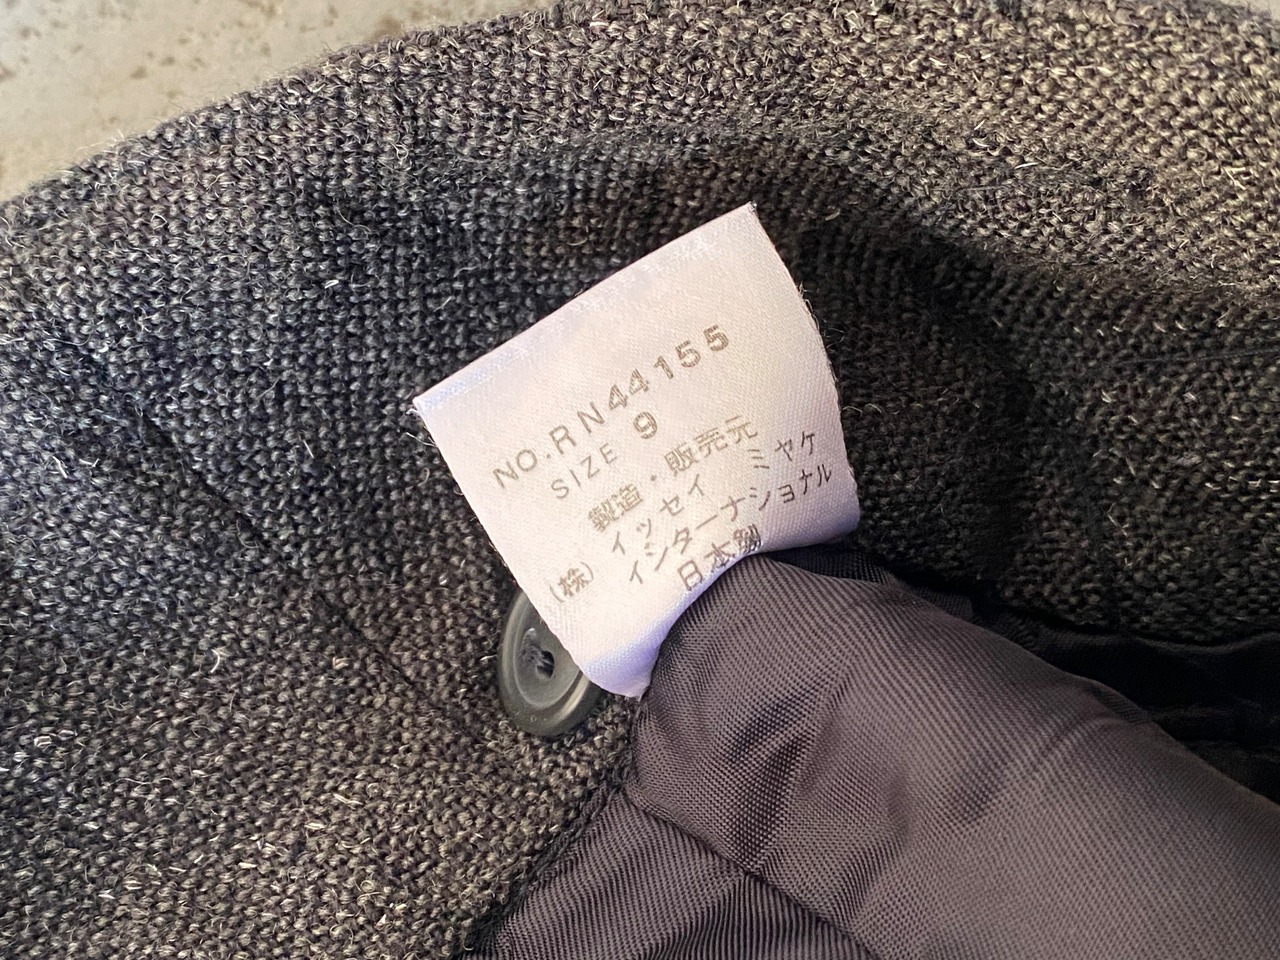 NO.RN44155
SIZE 9
製造・販売元
イッセイ ミヤケ
(株) インターナショナル
日本製